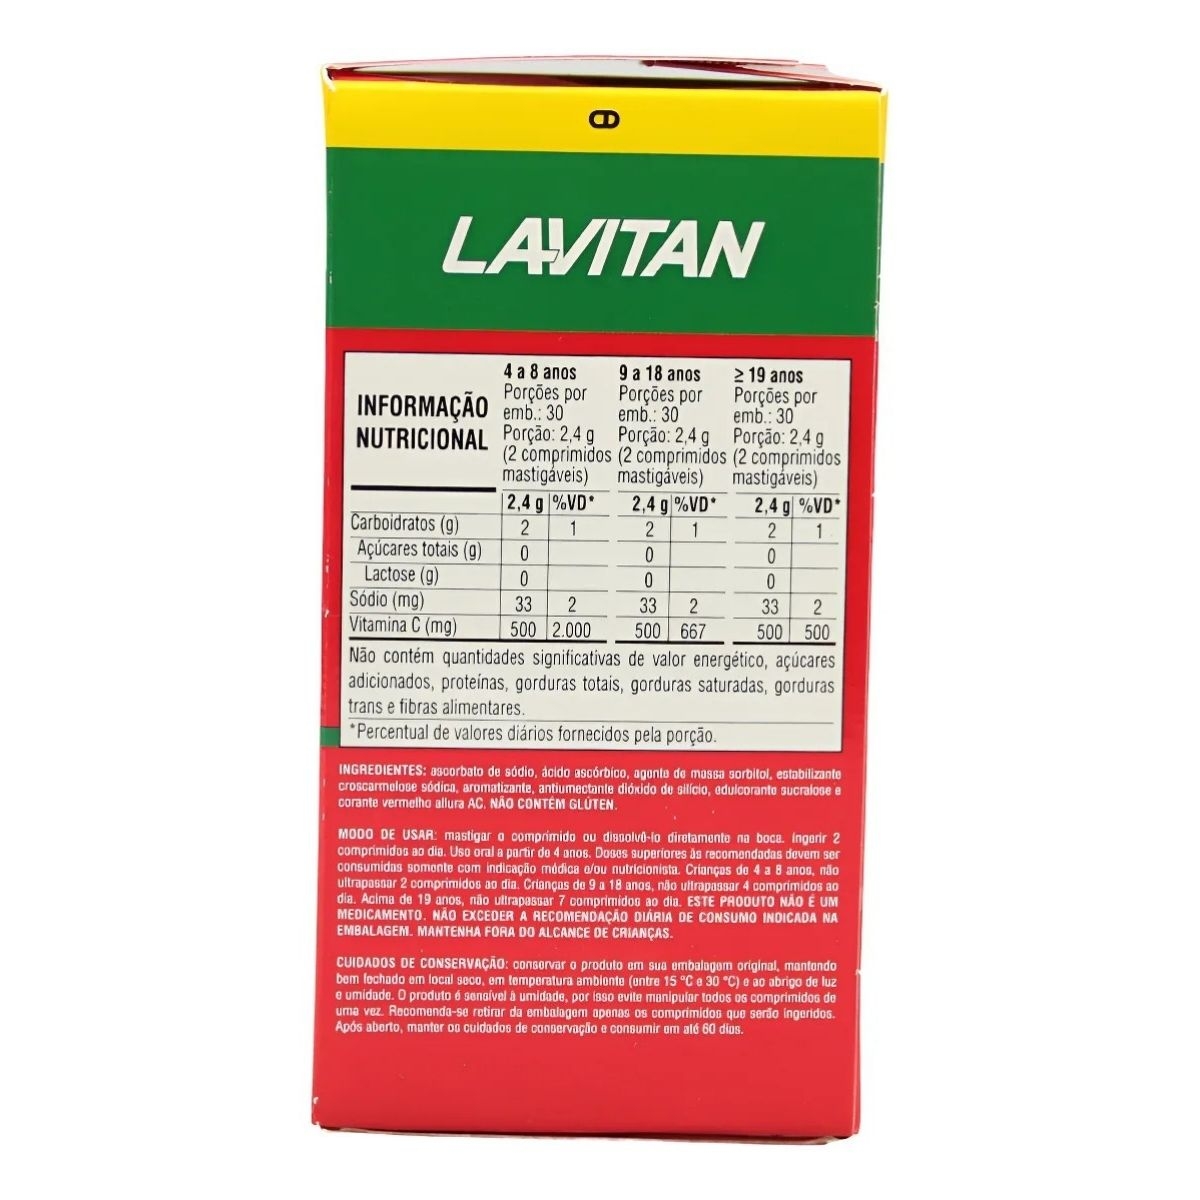 LAVITAN
INFORMAÇÃO
NUTRICIONAL
4 a 8 anos
Porções por
emb.: 30
Porção: 2,4 g
(2 comprimidos
mastigáveis)
9 a 18 anos
Porções por
emb.: 30
Porção: 2,4 g
(2 comprimidos
mastigáveis)
≥ 19 anos
Porções por
emb.: 30
Porção: 2,4 g
(2 comprimidos
mastigáveis)
2,4 g %VD* 2,4 g %VD* 2,4 g %VD*
Carboidratos (g) 2 1 2 1 2 1
Açúcares totais (g) 0 0 0
Lactose (g) 0 0 0
Sódio (mg) 33 2 33 2 33 2
Vitamina C (mg) 500 2.000 500 667 500 500
Não contém quantidades significativas de valor energético, açúcares
adicionados, proteínas, gorduras totais, gorduras saturadas, gorduras
trans e fibras alimentares.
*Percentual de valores diários fornecidos pela porção.
INGREDIENTES: ascorbato de sódio, ácido ascórbico, agente de massa sorbitol, estabilizante
croscarmelose sódica, aromatizante, antiumectante dióxido de silício, edulcorante sucralose e
corante vermelho allura AC. NÃO CONTÉM GLÚTEN.
MODO DE USAR: mastigar o comprimido ou dissolvê-lo diretamente na boca. Ingerir 2
comprimidos ao dia. Uso oral a partir de 4 anos. Doses superiores às recomendadas devem ser
consumidas somente com indicação médica e/ou nutricionista. Crianças de 4 a 8 anos, não
ultrapassar 2 comprimidos ao dia. Crianças de 9 a 18 anos, não ultrapassar 4 comprimidos ao
dia. Acima de 19 anos, não ultrapassar 7 comprimidos ao dia. ESTE PRODUTO NÃO É UM
MEDICAMENTO. NÃO EXCEDER A RECOMENDAÇÃO DIÁRIA DE CONSUMO INDICADA NA
EMBALAGEM. MANTENHA FORA DO ALCANCE DE CRIANÇAS.
CUIDADOS DE CONSERVAÇÃO: conservar o produto em sua embalagem original, mantendo
bem fechado em local seco, em temperatura ambiente (entre 15 °C e 30 °C) e ao abrigo de luz
e umidade. O produto é sensível à umidade, por isso evite manipular todos os comprimidos de
uma vez. Recomenda-se retirar da embalagem apenas os comprimidos que serão ingeridos.
Após aberto, manter os cuidados de conservação e consumir em até 60 dias.